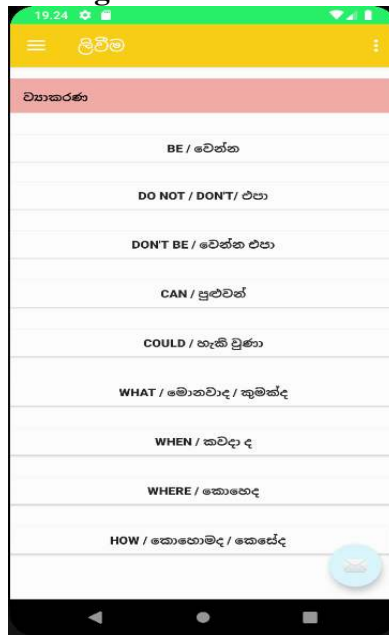 19.24
ලිවීම
ව්‍යාකරණ
BE / වෙන්න
DO NOT / DON'T/ එපා
DON'T BE / වෙන්න එපා
CAN / පුළුවන්
COULD / හැකි වුණා
WHAT / මොනවාද / කුමක්ද
WHEN / කවදා ද
WHERE / කොහෙද
HOW / කොහොමද / කෙසේද